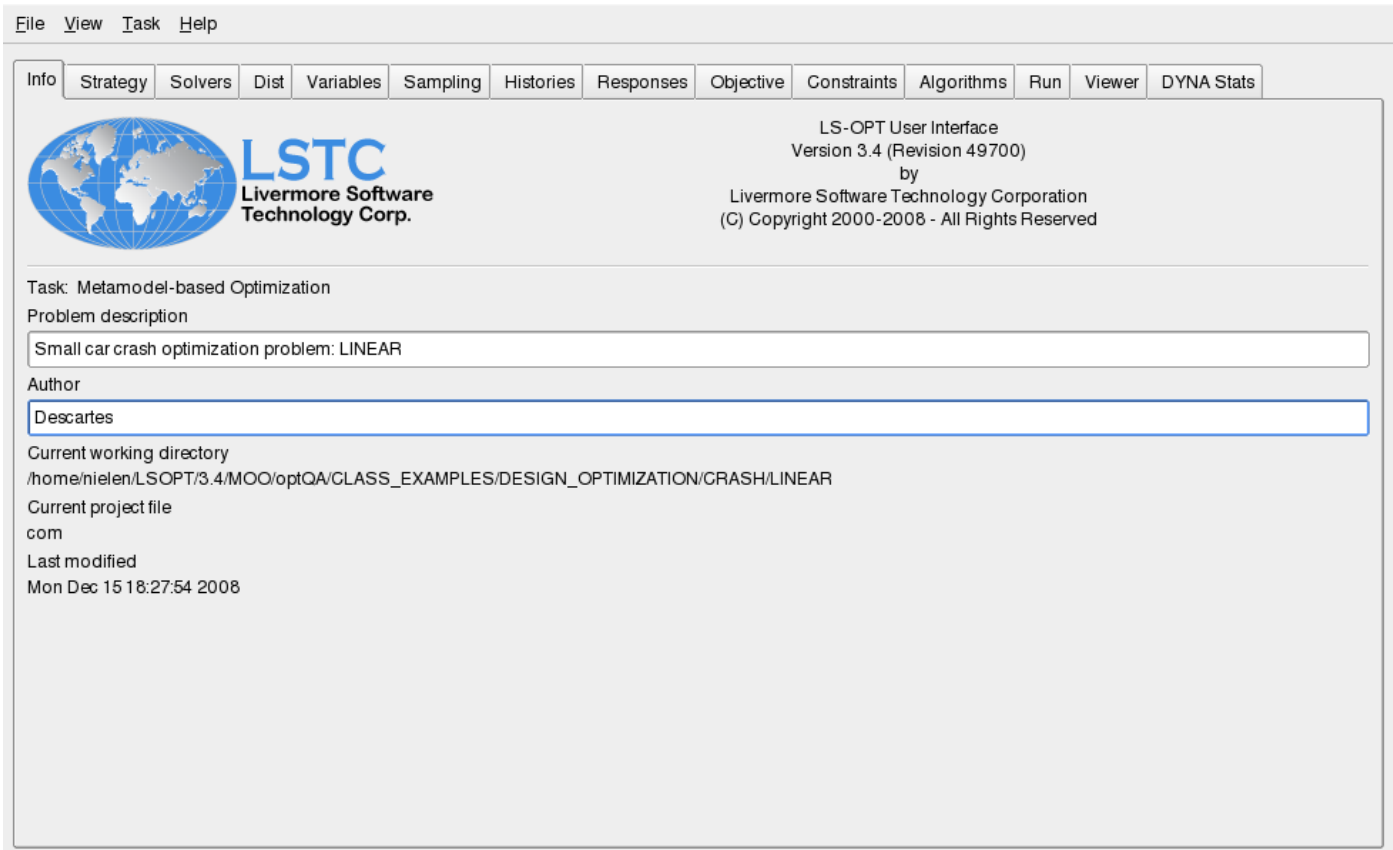 File View Task Help
Info Strategy Solvers Dist Variables Sampling Histories Responses Objective Constraints Algorithms Run Viewer DYNA Stats
LSTC
Livermore Software
Technology Corp.
LS-OPT User Interface
Version 3.4 (Revision 49700)
by
Livermore Software Technology Corporation
(C) Copyright 2000-2008 - All Rights Reserved
Task: Metamodel-based Optimization
Problem description
Small car crash optimization problem: LINEAR
Author
Descartes
Current working directory
/home/nielen/LSOPT/3.4/MOO/optQA/CLASS_EXAMPLES/DESIGN_OPTIMIZATION/CRASH/LINEAR
Current project file
com
Last modified
Mon Dec 15 18:27:54 2008